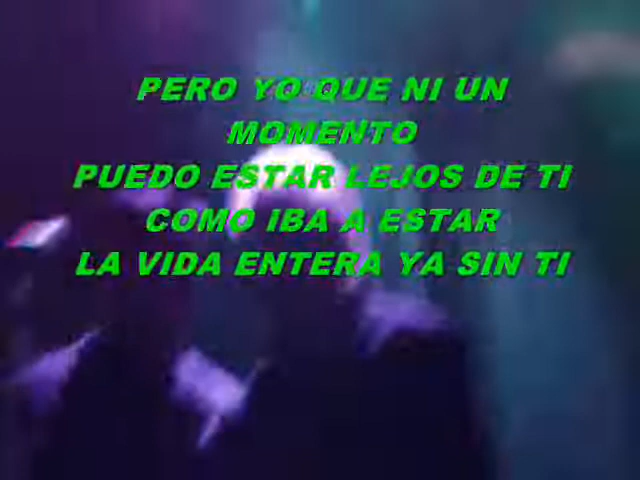 PERO YO QUE NI UN
MOMENTO
PUEDO ESTAR LEJOS DE TI
COMO IBA A ESTAR
LA VIDA ENTERA YA SIN TI